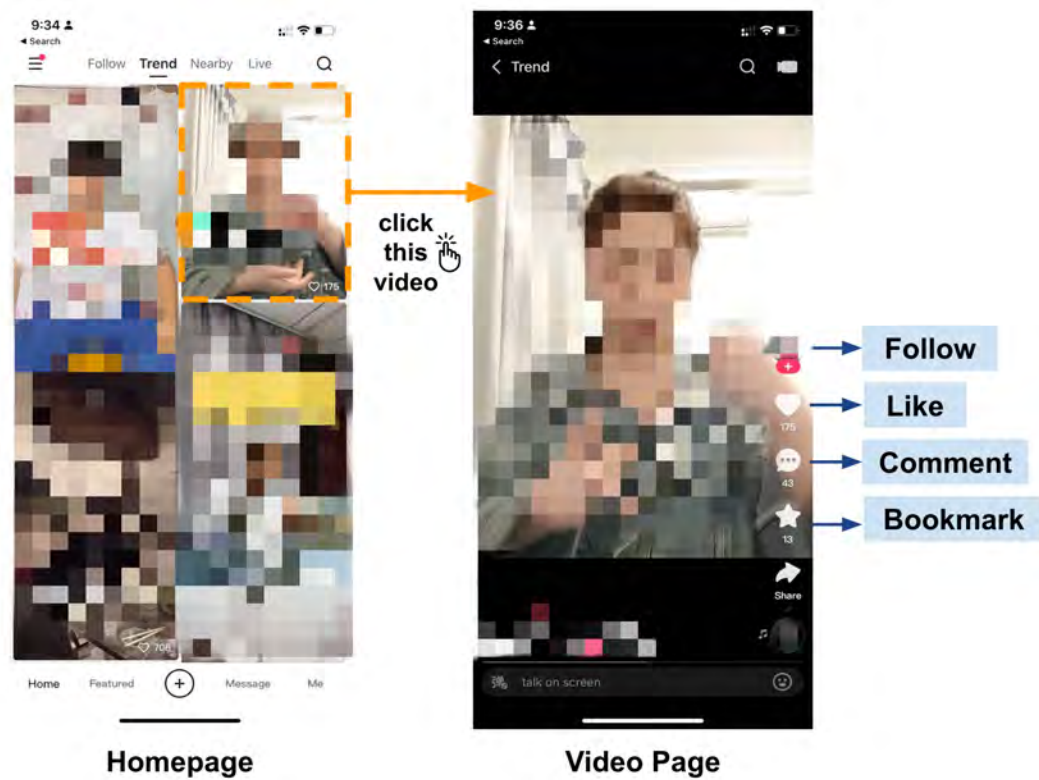 9:34
◄ Search
Follow Trend Nearby Live
175
706
Home Featured + Message Me
Homepage
click
this
video
9:36
◄ Search
Trend
175
43
13
Share
talk on screen
Video Page
Follow
Like
Comment
Bookmark